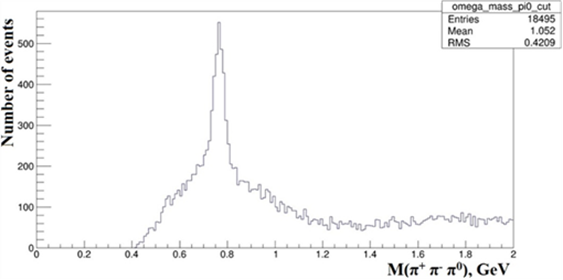 omega_mass_pi0_cut
Entries 18495
Mean 1.052
RMS 0.4209
Number of events
500
400
300
200
100
0
0 0.2 0.4 0.6 0.8 1 1.2 1.4 1.6 1.8 2
M(π⁺ π⁻ π⁰), GeV